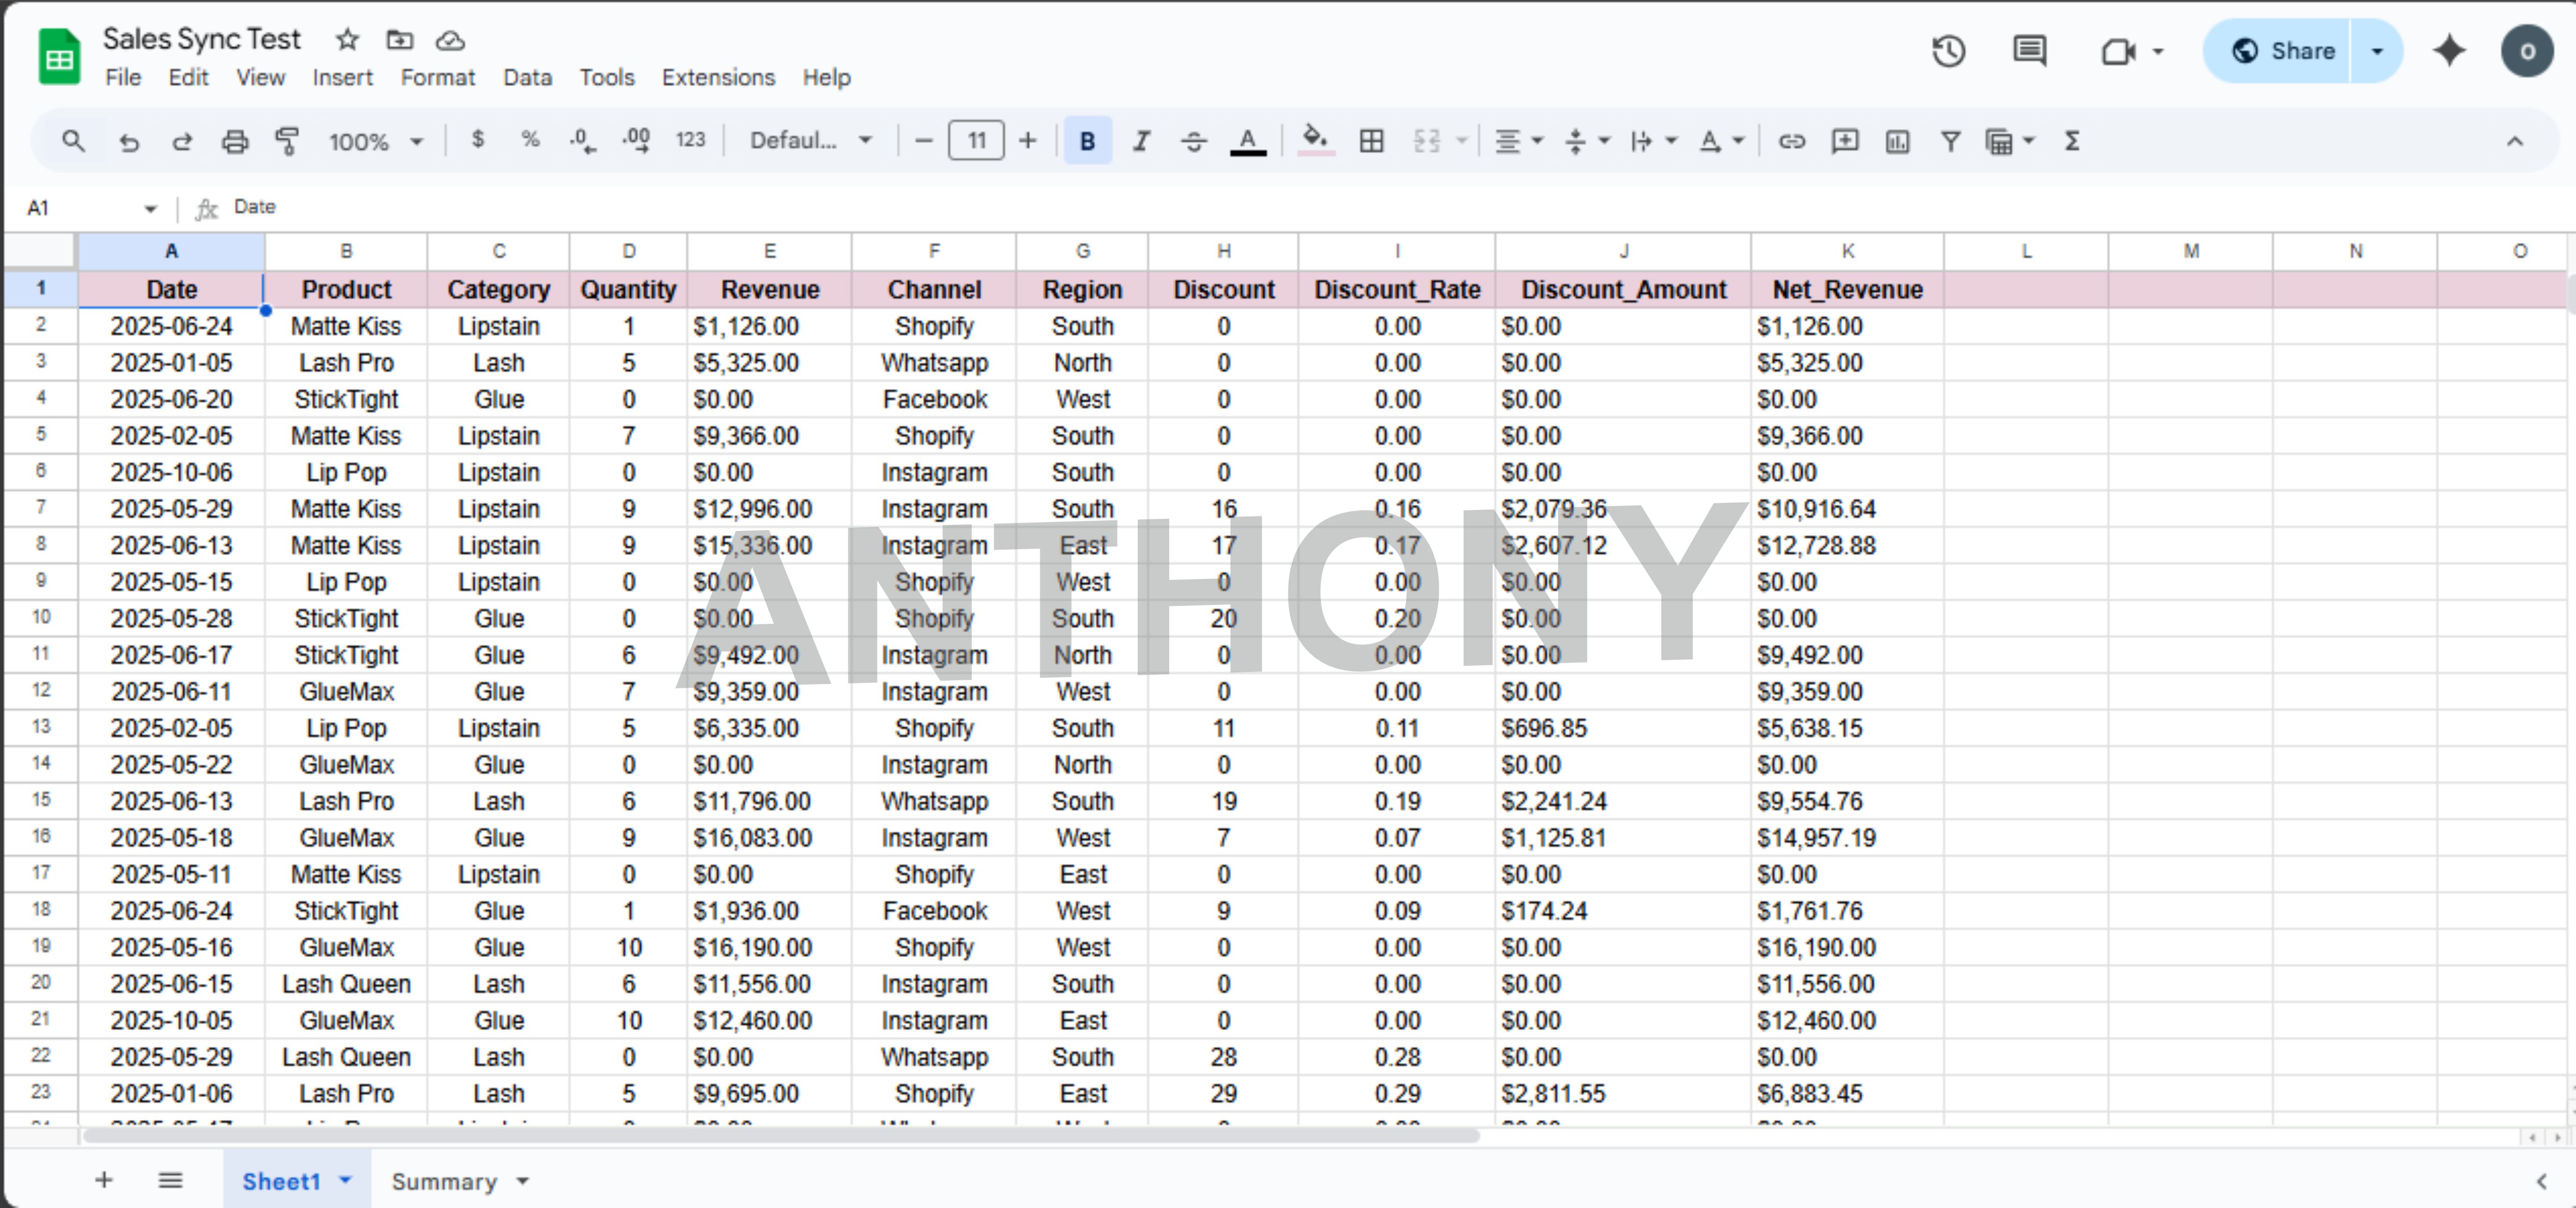 Sales Sync Test
File Edit View Insert Format Data Tools Extensions Help
Share
O
100% $ % .0 .00 123 Defaul... 11 B I A A Σ
A1 fx Date
A B C D E F G H I J K L M N O
1 Date Product Category Quantity Revenue Channel Region Discount Discount_Rate Discount_Amount Net_Revenue
2 2025-06-24 Matte Kiss Lipstain 1 $1,126.00 Shopify South 0 0.00 $0.00 $1,126.00
3 2025-01-05 Lash Pro Lash 5 $5,325.00 Whatsapp North 0 0.00 $0.00 $5,325.00
4 2025-06-20 StickTight Glue 0 $0.00 Facebook West 0 0.00 $0.00 $0.00
5 2025-02-05 Matte Kiss Lipstain 7 $9,366.00 Shopify South 0 0.00 $0.00 $9,366.00
6 2025-10-06 Lip Pop Lipstain 0 $0.00 Instagram South 0 0.00 $0.00 $0.00
7 2025-05-29 Matte Kiss Lipstain 9 $12,996.00 Instagram South 16 0.16 $2,079.36 $10,916.64
8 2025-06-13 Matte Kiss Lipstain 9 $15,336.00 Instagram East 17 0.17 $2,607.12 $12,728.88
9 2025-05-15 Lip Pop Lipstain 0 $0.00 Shopify West 0 0.00 $0.00 $0.00
ANTHONY
10 2025-05-28 StickTight Glue 0 $0.00 Shopify South 20 0.20 $0.00 $0.00
11 2025-06-17 StickTight Glue 6 $9,492.00 Instagram North 0 0.00 $0.00 $9,492.00
12 2025-06-11 GlueMax Glue 7 $9,359.00 Instagram West 0 0.00 $0.00 $9,359.00
13 2025-02-05 Lip Pop Lipstain 5 $6,335.00 Shopify South 11 0.11 $696.85 $5,638.15
14 2025-05-22 GlueMax Glue 0 $0.00 Instagram North 0 0.00 $0.00 $0.00
15 2025-06-13 Lash Pro Lash 6 $11,796.00 Whatsapp South 19 0.19 $2,241.24 $9,554.76
16 2025-05-18 GlueMax Glue 9 $16,083.00 Instagram West 7 0.07 $1,125.81 $14,957.19
17 2025-05-11 Matte Kiss Lipstain 0 $0.00 Shopify East 0 0.00 $0.00 $0.00
18 2025-06-24 StickTight Glue 1 $1,936.00 Facebook West 9 0.09 $174.24 $1,761.76
19 2025-05-16 GlueMax Glue 10 $16,190.00 Shopify West 0 0.00 $0.00 $16,190.00
20 2025-06-15 Lash Queen Lash 6 $11,556.00 Instagram South 0 0.00 $0.00 $11,556.00
21 2025-10-05 GlueMax Glue 10 $12,460.00 Instagram East 0 0.00 $0.00 $12,460.00
22 2025-05-29 Lash Queen Lash 0 $0.00 Whatsapp South 28 0.28 $0.00 $0.00
23 2025-01-06 Lash Pro Lash 5 $9,695.00 Shopify East 29 0.29 $2,811.55 $6,883.45
Sheet1 Summary